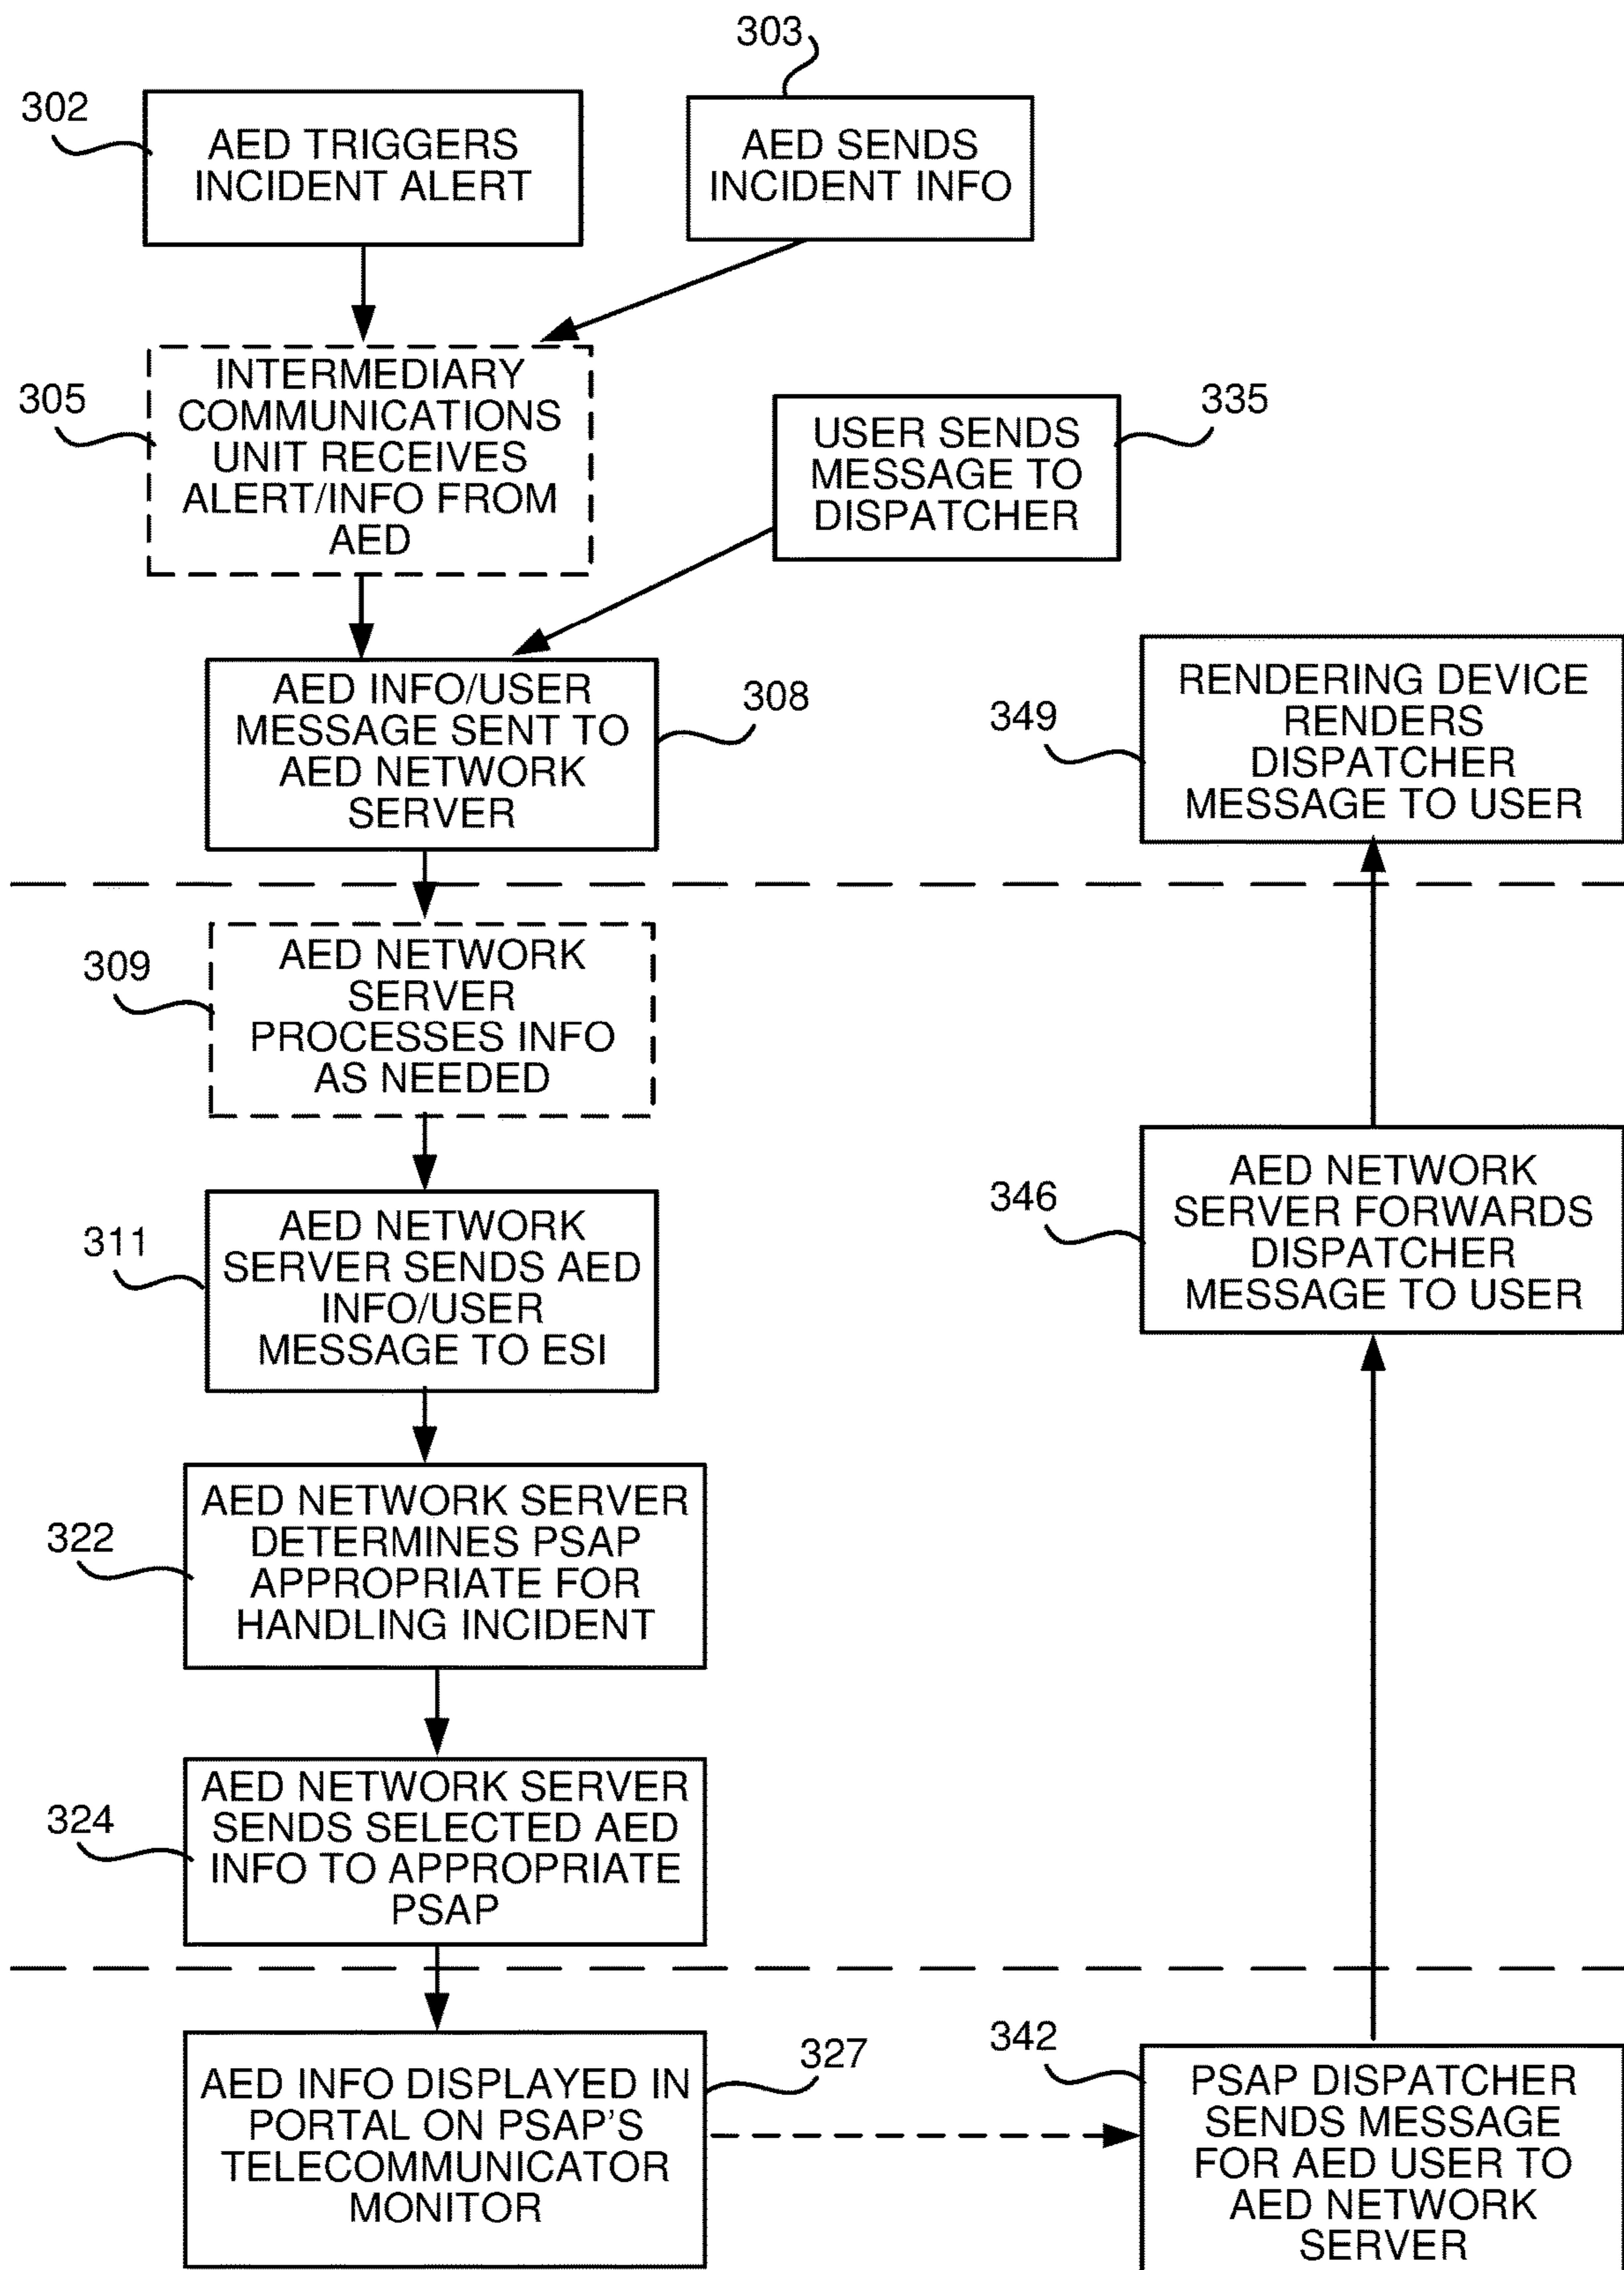 303
302
AED TRIGGERS
INCIDENT ALERT
AED SENDS
INCIDENT INFO
305
INTERMEDIARY
COMMUNICATIONS
UNIT RECEIVES
ALERT/INFO FROM
AED
335
USER SENDS
MESSAGE TO
DISPATCHER
308
AED INFO/USER
MESSAGE SENT TO
AED NETWORK
SERVER
349
RENDERING DEVICE
RENDERS
DISPATCHER
MESSAGE TO USER
309
AED NETWORK
SERVER
PROCESSES INFO
AS NEEDED
311
AED NETWORK
SERVER SENDS AED
INFO/USER
MESSAGE TO ESI
346
AED NETWORK
SERVER FORWARDS
DISPATCHER
MESSAGE TO USER
322
AED NETWORK SERVER
DETERMINES PSAP
APPROPRIATE FOR
HANDLING INCIDENT
324
AED NETWORK SERVER
SENDS SELECTED AED
INFO TO APPROPRIATE
PSAP
327
AED INFO DISPLAYED IN
PORTAL ON PSAP'S
TELECOMMUNICATOR
MONITOR
342
PSAP DISPATCHER
SENDS MESSAGE
FOR AED USER TO
AED NETWORK
SERVER